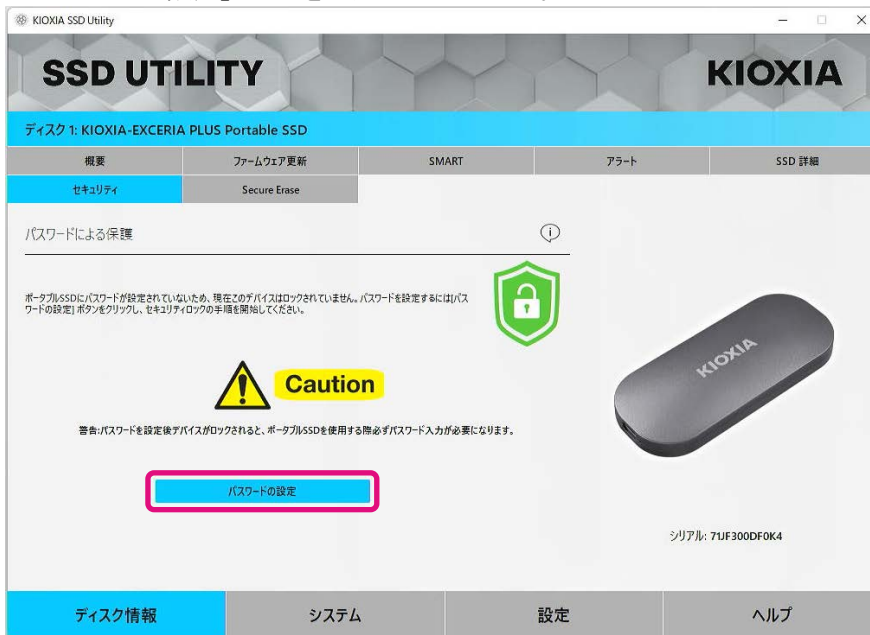 KIOXIA SSD Utility
SSD UTILITY
KIOXIA
ディスク 1: KIOXIA-EXCERIA PLUS Portable SSD
概要
ファームウェア更新
SMART
アラート
SSD 詳細
セキュリティ
Secure Erase
パスワードによる保護
ポータブルSSDにパスワードが設定されていないため、現在このデバイスはロックされていません。パスワードを設定するには[パス
ワードの設定] ボタンをクリックし、セキュリティロックの手順を開始してください。
Caution
警告:パスワードを設定後デバイスがロックされると、ポータブルSSDを使用する際必ずパスワード入力が必要になります。
パスワードの設定
KIOXIA
シリアル: 71JF300DF0K4
ディスク情報
システム
設定
ヘルプ